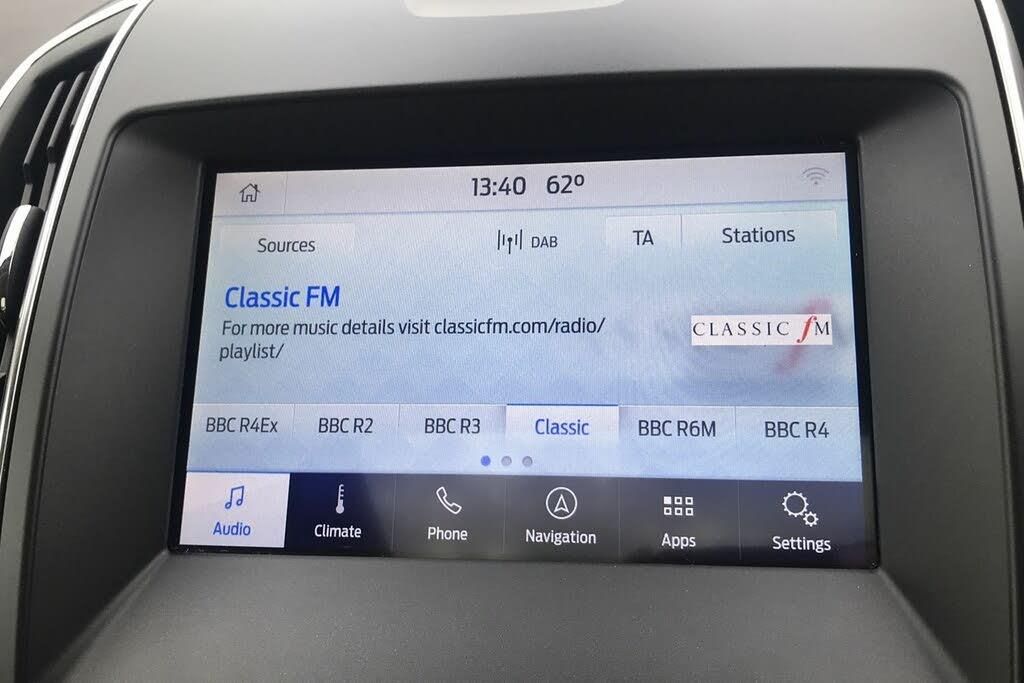 13:40 62º
Sources
DAB
TA
Stations
Classic FM
For more music details visit classicfm.com/radio/
playlist/
CLASSIC fM
BBC R4Ex
BBC R2
BBC R3
Classic
BBC R6M
BBC R4
Audio
Climate
Phone
Navigation
Apps
Settings